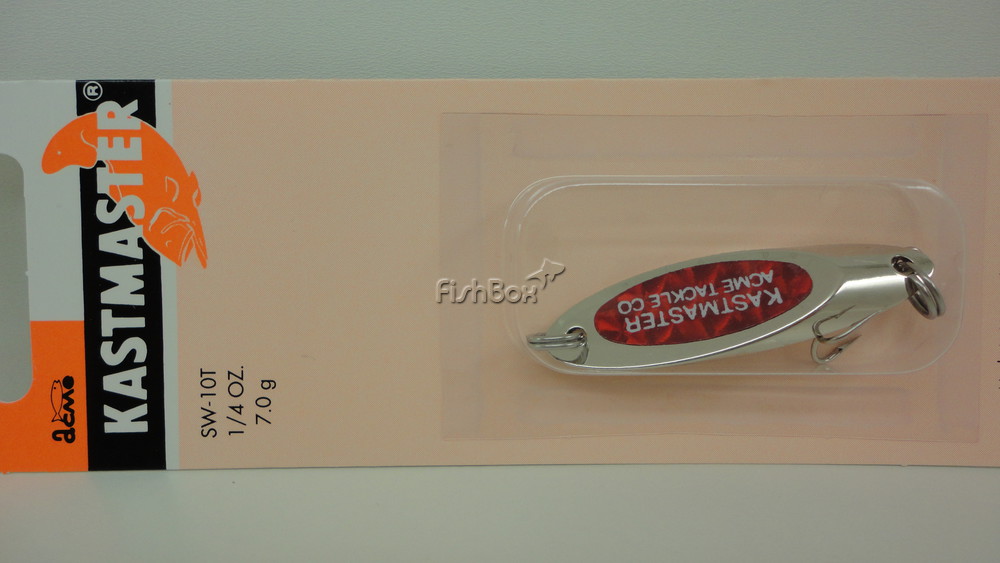 KASTMASTER®
acme
SW-10T
1/4 OZ.
7.0 g
FishBox
KASTMASTER
ACME TACKLE CO